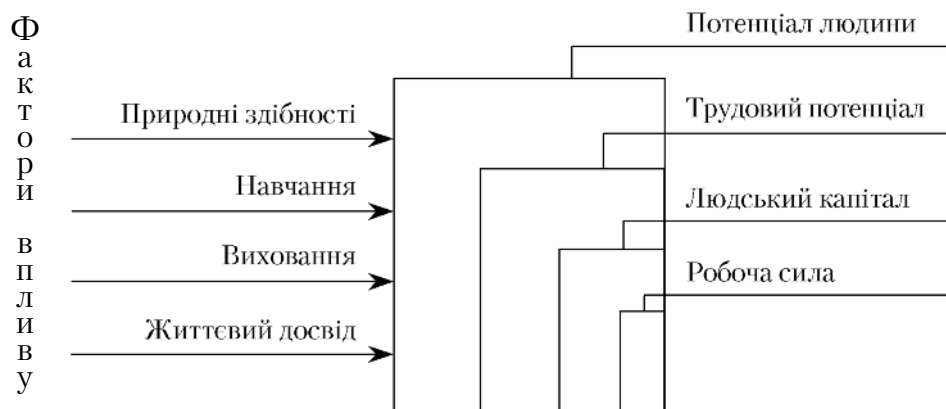 Фактори впливу
Природні здібності
Навчання
Виховання
Життєвий досвід
Потенціал людини
Трудовий потенціал
Людський капітал
Робоча сила